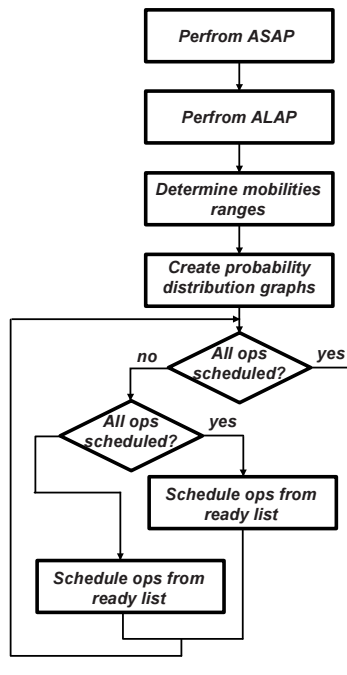 Perfrom ASAP
Perfrom ALAP
Determine mobilities
ranges
Create probability
distribution graphs
no
All ops
scheduled?
yes
All ops
scheduled?
yes
Schedule ops from
ready list
Schedule ops from
ready list